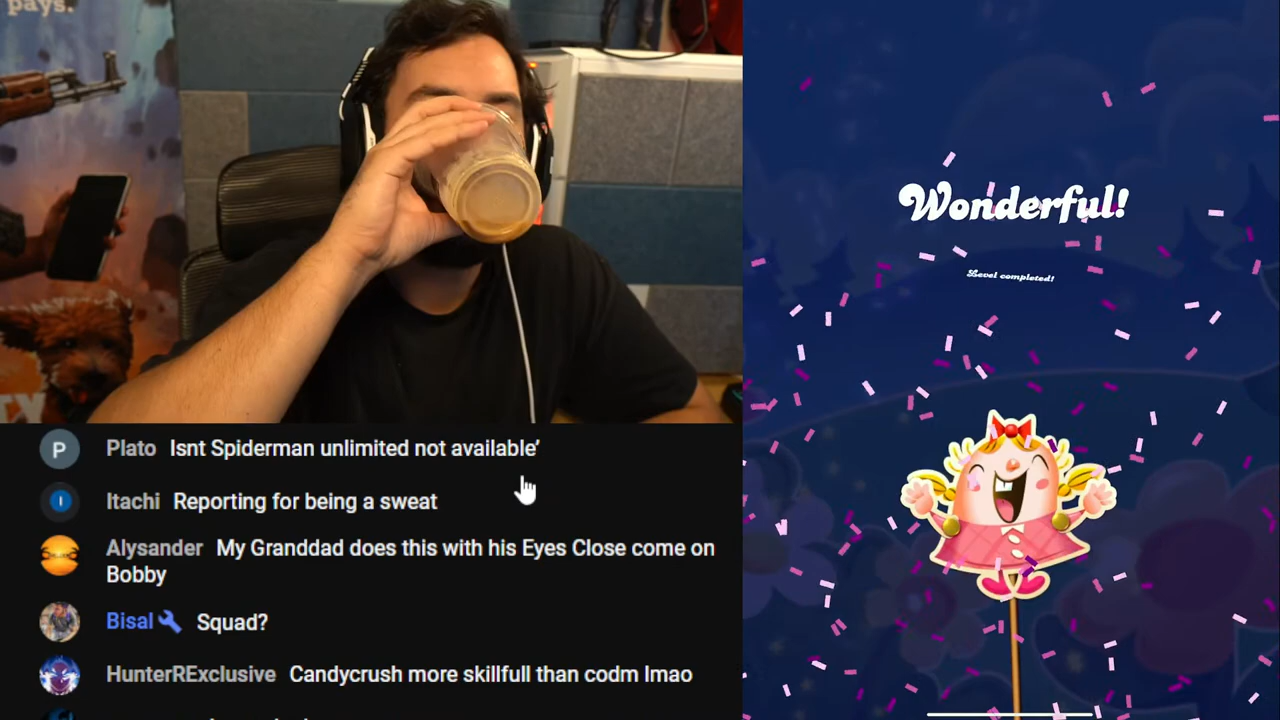 pays.
Plato Isnt Spiderman unlimited not available'
Itachi Reporting for being a sweat
Alysander My Granddad does this with his Eyes Close come on
Bobby
Bisal Squad?
HunterRExclusive Candycrush more skillfull than codm lmao
P
I
Wonderful!
Level completed!